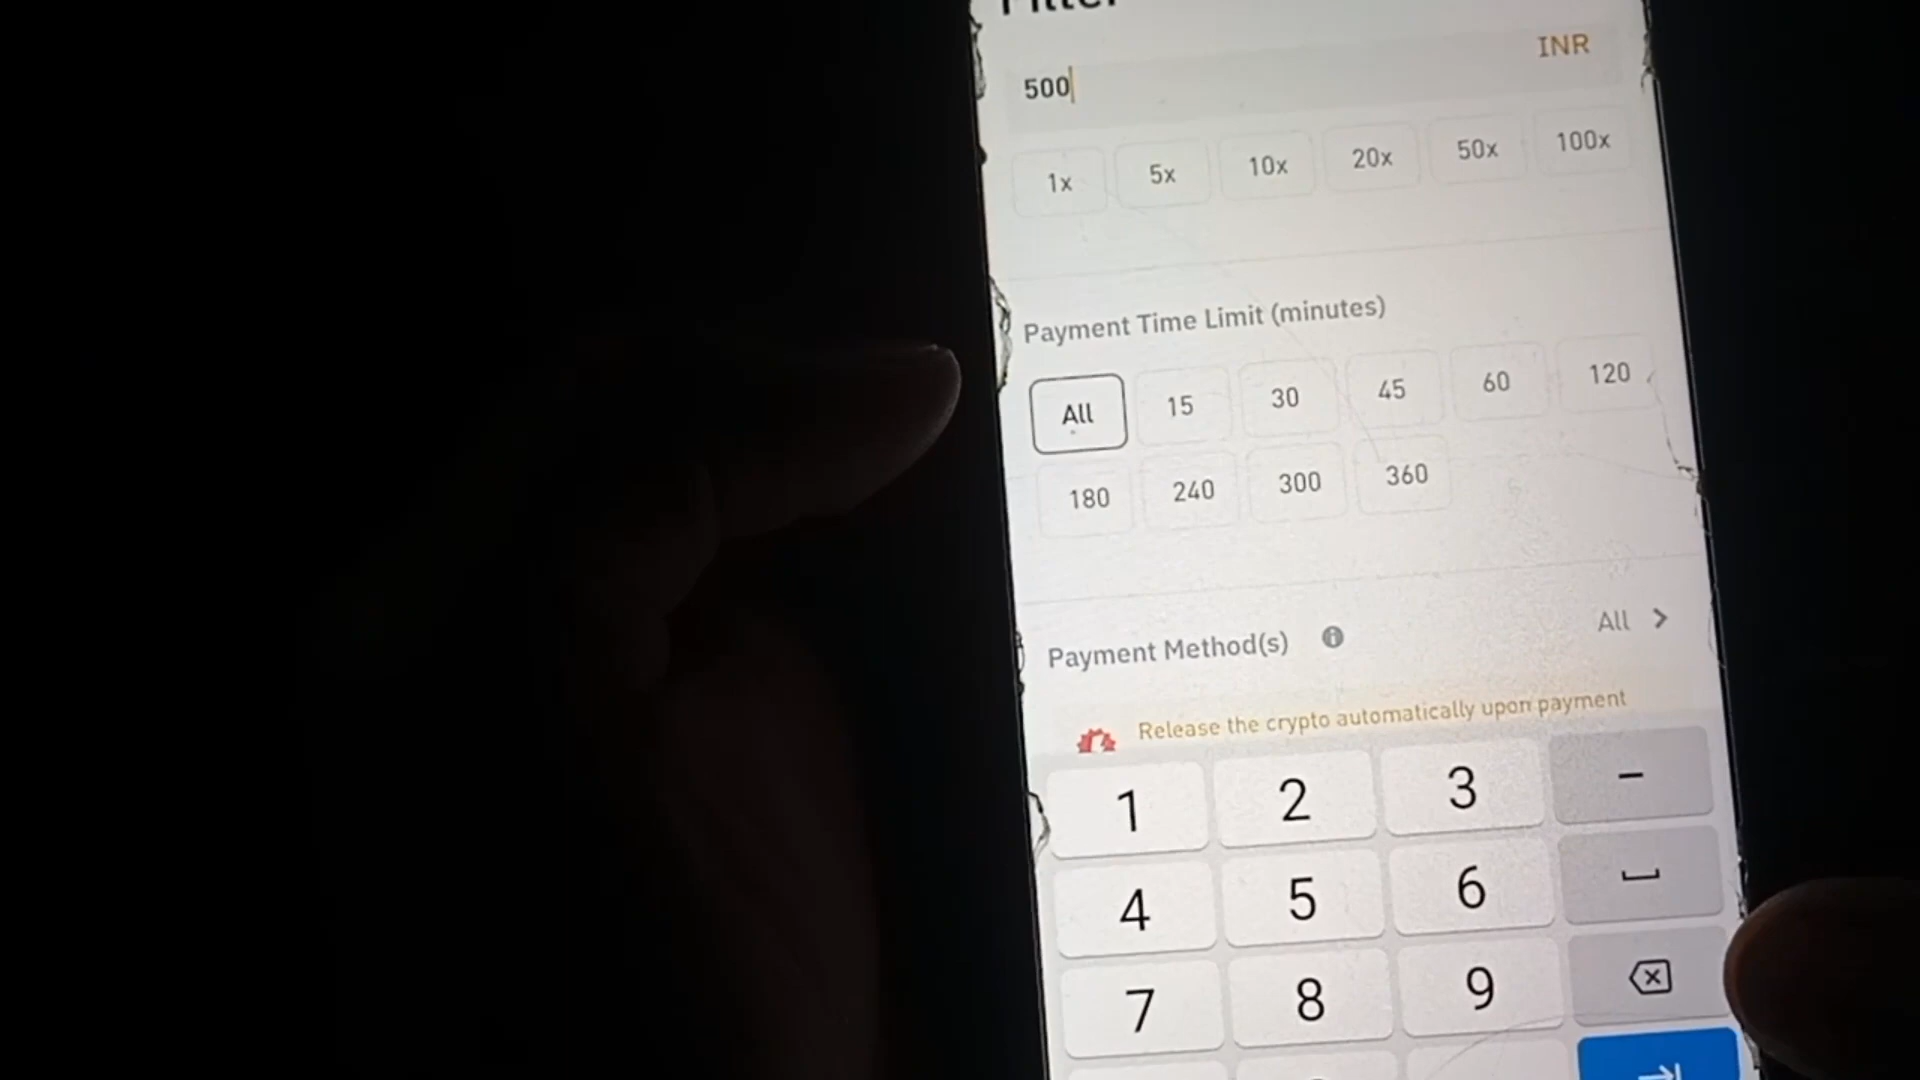 Filter
500 INR
1x 5x 10x 20x 50x 100x
Payment Time Limit (minutes)
All 15 30 45 60 120
180 240 300 360
Payment Method(s) All >
Release the crypto automatically upon payment
1 2 3 –
4 5 6
7 8 9